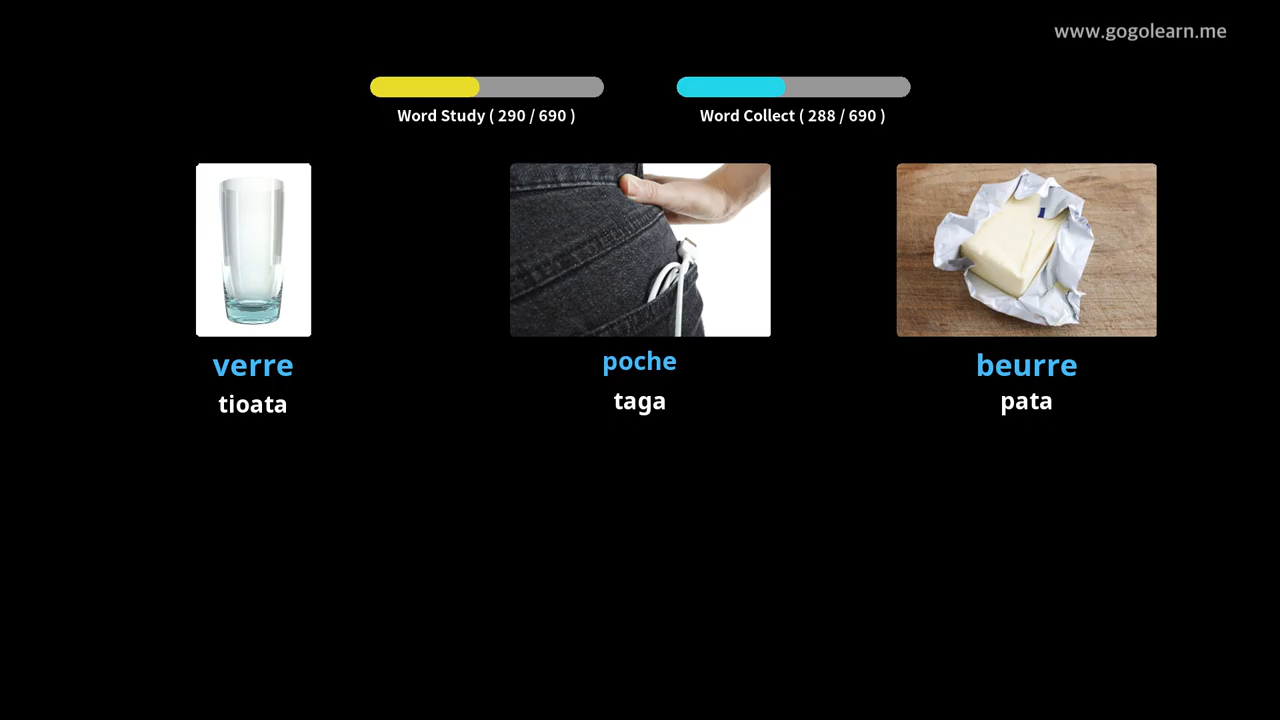 www.gogolearn.me
Word Study ( 290 / 690 )
Word Collect ( 288 / 690 )
verre
tioata
poche
taga
beurre
pata